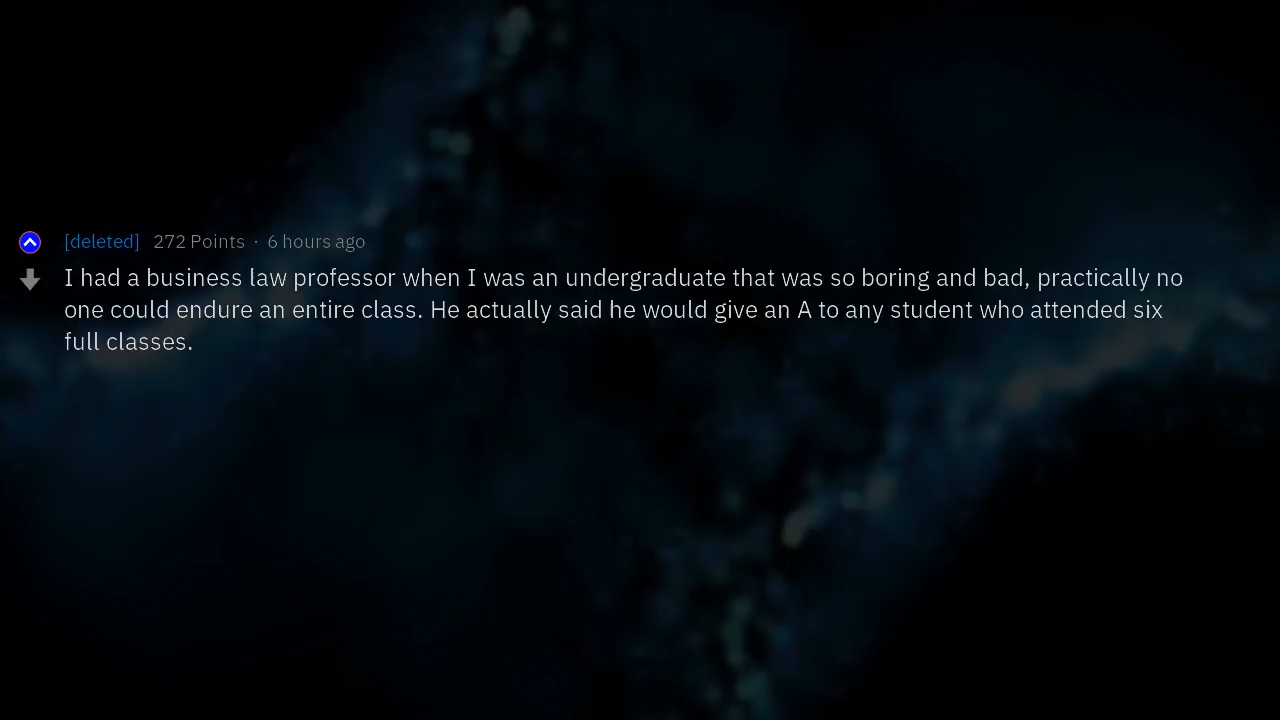 [deleted] 272 Points · 6 hours ago
I had a business law professor when I was an undergraduate that was so boring and bad, practically no
one could endure an entire class. He actually said he would give an A to any student who attended six
full classes.